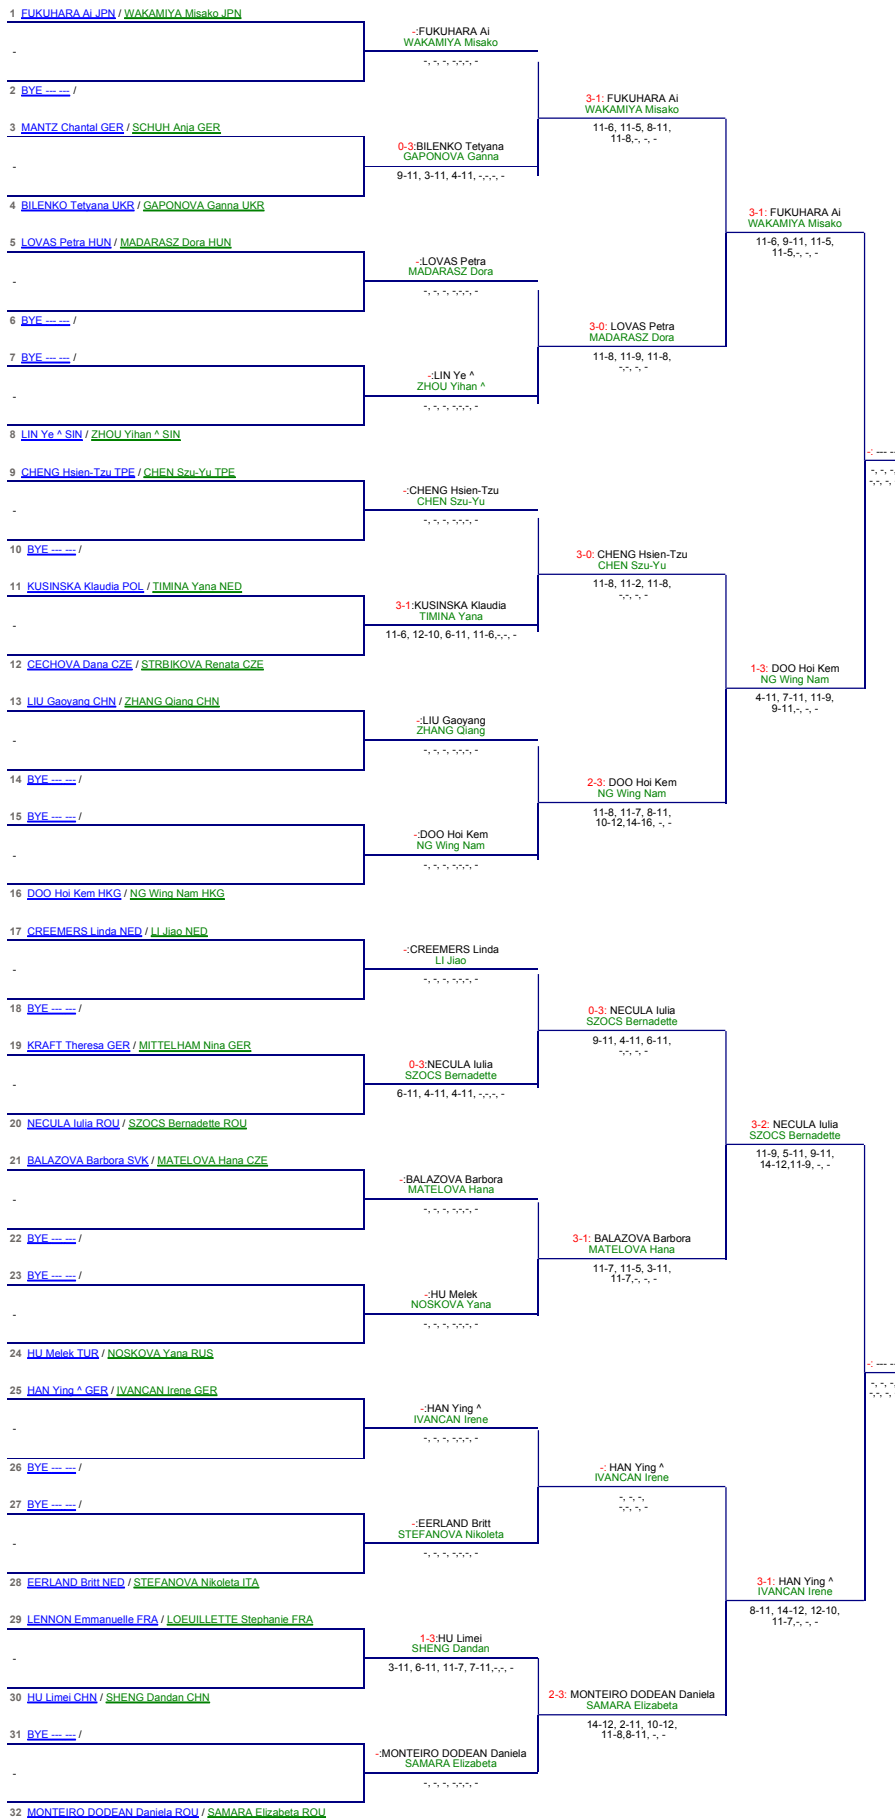 1 FUKUHARA Ai JPN / WAKAMIYA Misako JPN
-:FUKUHARA Ai
WAKAMIYA Misako
-
-, -, -, -,-,-, -
2 BYE --- --- /
3-1: FUKUHARA Ai
WAKAMIYA Misako
3 MANTZ Chantal GER / SCHUH Anja GER
11-6, 11-5, 8-11,
11-8,-, -, -
0-3:BILENKO Tetyana
GAPONOVA Ganna
-
9-11, 3-11, 4-11, -,-,-, -
4 BILENKO Tetyana UKR / GAPONOVA Ganna UKR
3-1: FUKUHARA Ai
WAKAMIYA Misako
5 LOVAS Petra HUN / MADARASZ Dora HUN
11-6, 9-11, 11-5,
11-5,-, -, -
-:LOVAS Petra
MADARASZ Dora
-
-, -, -, -,-,-, -
6 BYE --- --- /
3-0: LOVAS Petra
MADARASZ Dora
7 BYE --- --- /
11-8, 11-9, 11-8,
-,-, -, -
-:LIN Ye ^
ZHOU Yihan ^
-
-, -, -, -,-,-, -
8 LIN Ye ^ SIN / ZHOU Yihan ^ SIN
-: --- --
-, -, -,
-,-, -,
9 CHENG Hsien-Tzu TPE / CHEN Szu-Yu TPE
-:CHENG Hsien-Tzu
CHEN Szu-Yu
-
-, -, -, -,-,-, -
10 BYE --- --- /
3-0: CHENG Hsien-Tzu
CHEN Szu-Yu
11 KUSINSKA Klaudia POL / TIMINA Yana NED
11-8, 11-2, 11-8,
-,-, -, -
3-1:KUSINSKA Klaudia
TIMINA Yana
-
11-6, 12-10, 6-11, 11-6,-,-, -
12 CECHOVA Dana CZE / STRBIKOVA Renata CZE
1-3: DOO Hoi Kem
NG Wing Nam
13 LIU Gaoyang CHN / ZHANG Qiang CHN
4-11, 7-11, 11-9,
9-11,-, -, -
-:LIU Gaoyang
ZHANG Qiang
-
-, -, -, -,-,-, -
14 BYE --- --- /
2-3: DOO Hoi Kem
NG Wing Nam
15 BYE --- --- /
11-8, 11-7, 8-11,
10-12,14-16, -, -
-:DOO Hoi Kem
NG Wing Nam
-
-, -, -, -,-,-, -
16 DOO Hoi Kem HKG / NG Wing Nam HKG
17 CREEMERS Linda NED / LI Jiao NED
-:CREEMERS Linda
LI Jiao
-
-, -, -, -,-,-, -
18 BYE --- --- /
0-3: NECULA Iulia
SZOCS Bernadette
19 KRAFT Theresa GER / MITTELHAM Nina GER
9-11, 4-11, 6-11,
-,-, -, -
0-3:NECULA Iulia
SZOCS Bernadette
-
6-11, 4-11, 4-11, -,-,-, -
20 NECULA Iulia ROU / SZOCS Bernadette ROU
3-2: NECULA Iulia
SZOCS Bernadette
21 BALAZOVA Barbora SVK / MATELOVA Hana CZE
11-9, 5-11, 9-11,
14-12,11-9, -, -
-:BALAZOVA Barbora
MATELOVA Hana
-
-, -, -, -,-,-, -
22 BYE --- --- /
3-1: BALAZOVA Barbora
MATELOVA Hana
23 BYE --- --- /
11-7, 11-5, 3-11,
11-7,-, -, -
-:HU Melek
NOSKOVA Yana
-
-, -, -, -,-,-, -
24 HU Melek TUR / NOSKOVA Yana RUS
-: --- --
-, -, -,
-,-, -,
25 HAN Ying ^ GER / IVANCAN Irene GER
-:HAN Ying ^
IVANCAN Irene
-
-, -, -, -,-,-, -
26 BYE --- --- /
-: HAN Ying ^
IVANCAN Irene
27 BYE --- --- /
-, -, -,
-,-, -, -
-:EERLAND Britt
STEFANOVA Nikoleta
-
-, -, -, -,-,-, -
28 EERLAND Britt NED / STEFANOVA Nikoleta ITA
3-1: HAN Ying ^
IVANCAN Irene
29 LENNON Emmanuelle FRA / LOEUILLETTE Stephanie FRA
8-11, 14-12, 12-10,
11-7,-, -, -
1-3:HU Limei
SHENG Dandan
-
3-11, 6-11, 11-7, 7-11,-,-, -
30 HU Limei CHN / SHENG Dandan CHN
2-3: MONTEIRO DODEAN Daniela
SAMARA Elizabeta
31 BYE --- --- /
14-12, 2-11, 10-12,
11-8,8-11, -, -
-:MONTEIRO DODEAN Daniela
SAMARA Elizabeta
-
-, -, -, -,-,-, -
32 MONTEIRO DODEAN Daniela ROU / SAMARA Elizabeta ROU